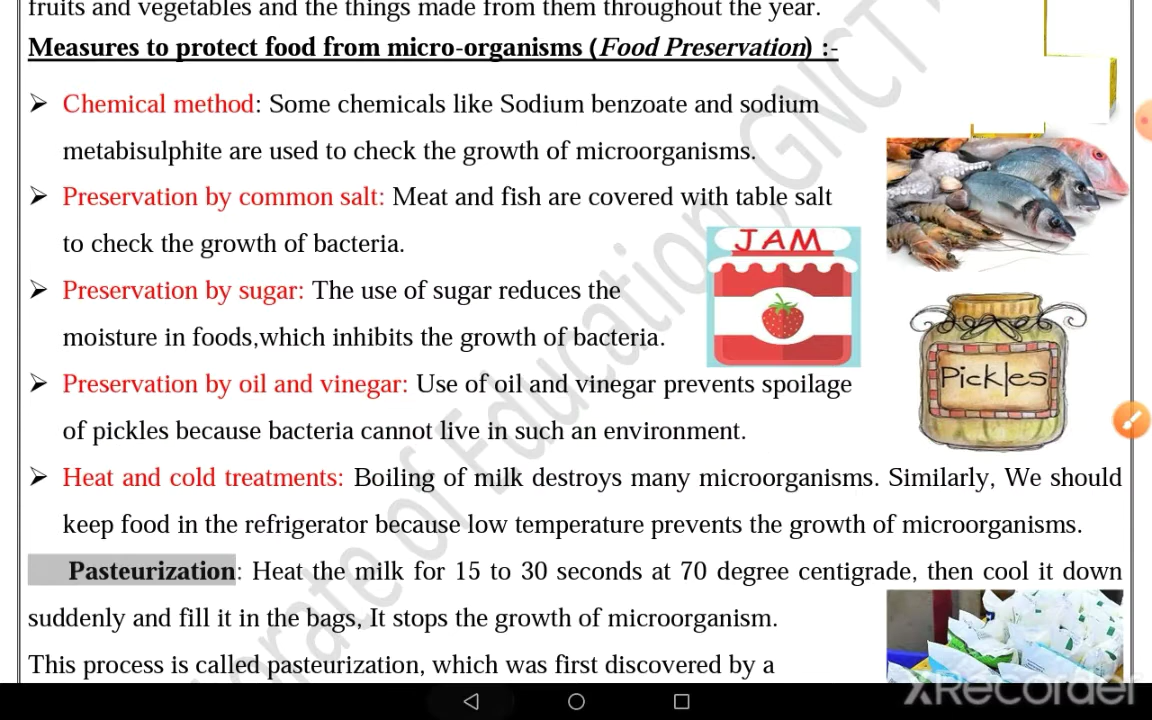 fruits and vegetables and the things made from them throughout the year.
Measures to protect food from micro-organisms (Food Preservation) :-
➢ Chemical method: Some chemicals like Sodium benzoate and sodium
metabisulphite are used to check the growth of microorganisms.
➢ Preservation by common salt: Meat and fish are covered with table salt
to check the growth of bacteria.
JAM
➢ Preservation by sugar: The use of sugar reduces the
moisture in foods,which inhibits the growth of bacteria.
Pickles
➢ Preservation by oil and vinegar: Use of oil and vinegar prevents spoilage
of pickles because bacteria cannot live in such an environment.
➢ Heat and cold treatments: Boiling of milk destroys many microorganisms. Similarly, We should
keep food in the refrigerator because low temperature prevents the growth of microorganisms.
Pasteurization: Heat the milk for 15 to 30 seconds at 70 degree centigrade, then cool it down
suddenly and fill it in the bags, It stops the growth of microorganism.
This process is called pasteurization, which was first discovered by a
of Education, GNCT
XRecorder